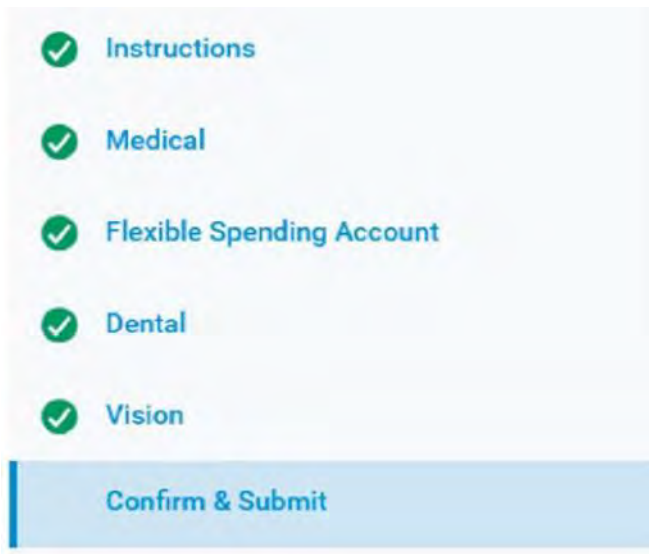 Instructions
Medical
Flexible Spending Account
Dental
Vision
Confirm & Submit